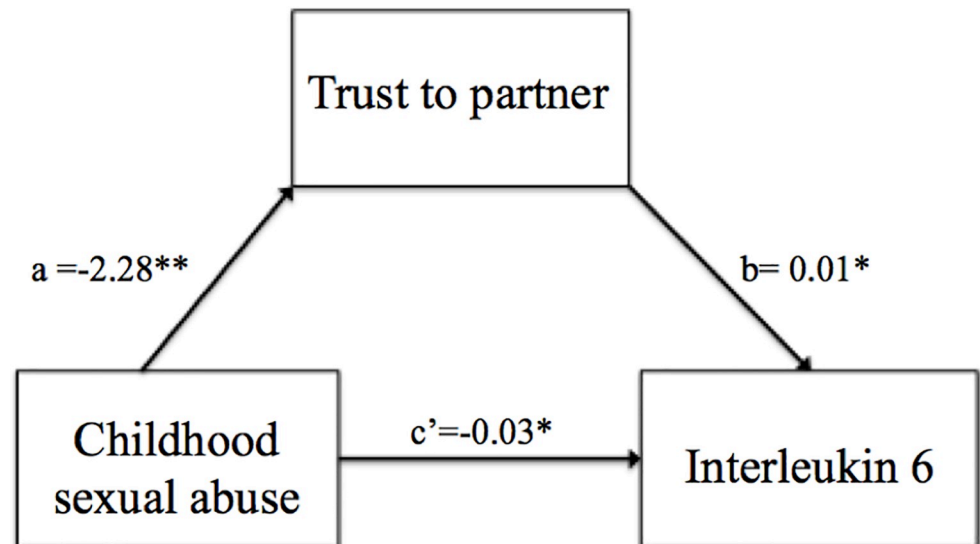 Trust to partner
a =-2.28**
b= 0.01*
c’=-0.03*
Childhood
sexual abuse
Interleukin 6